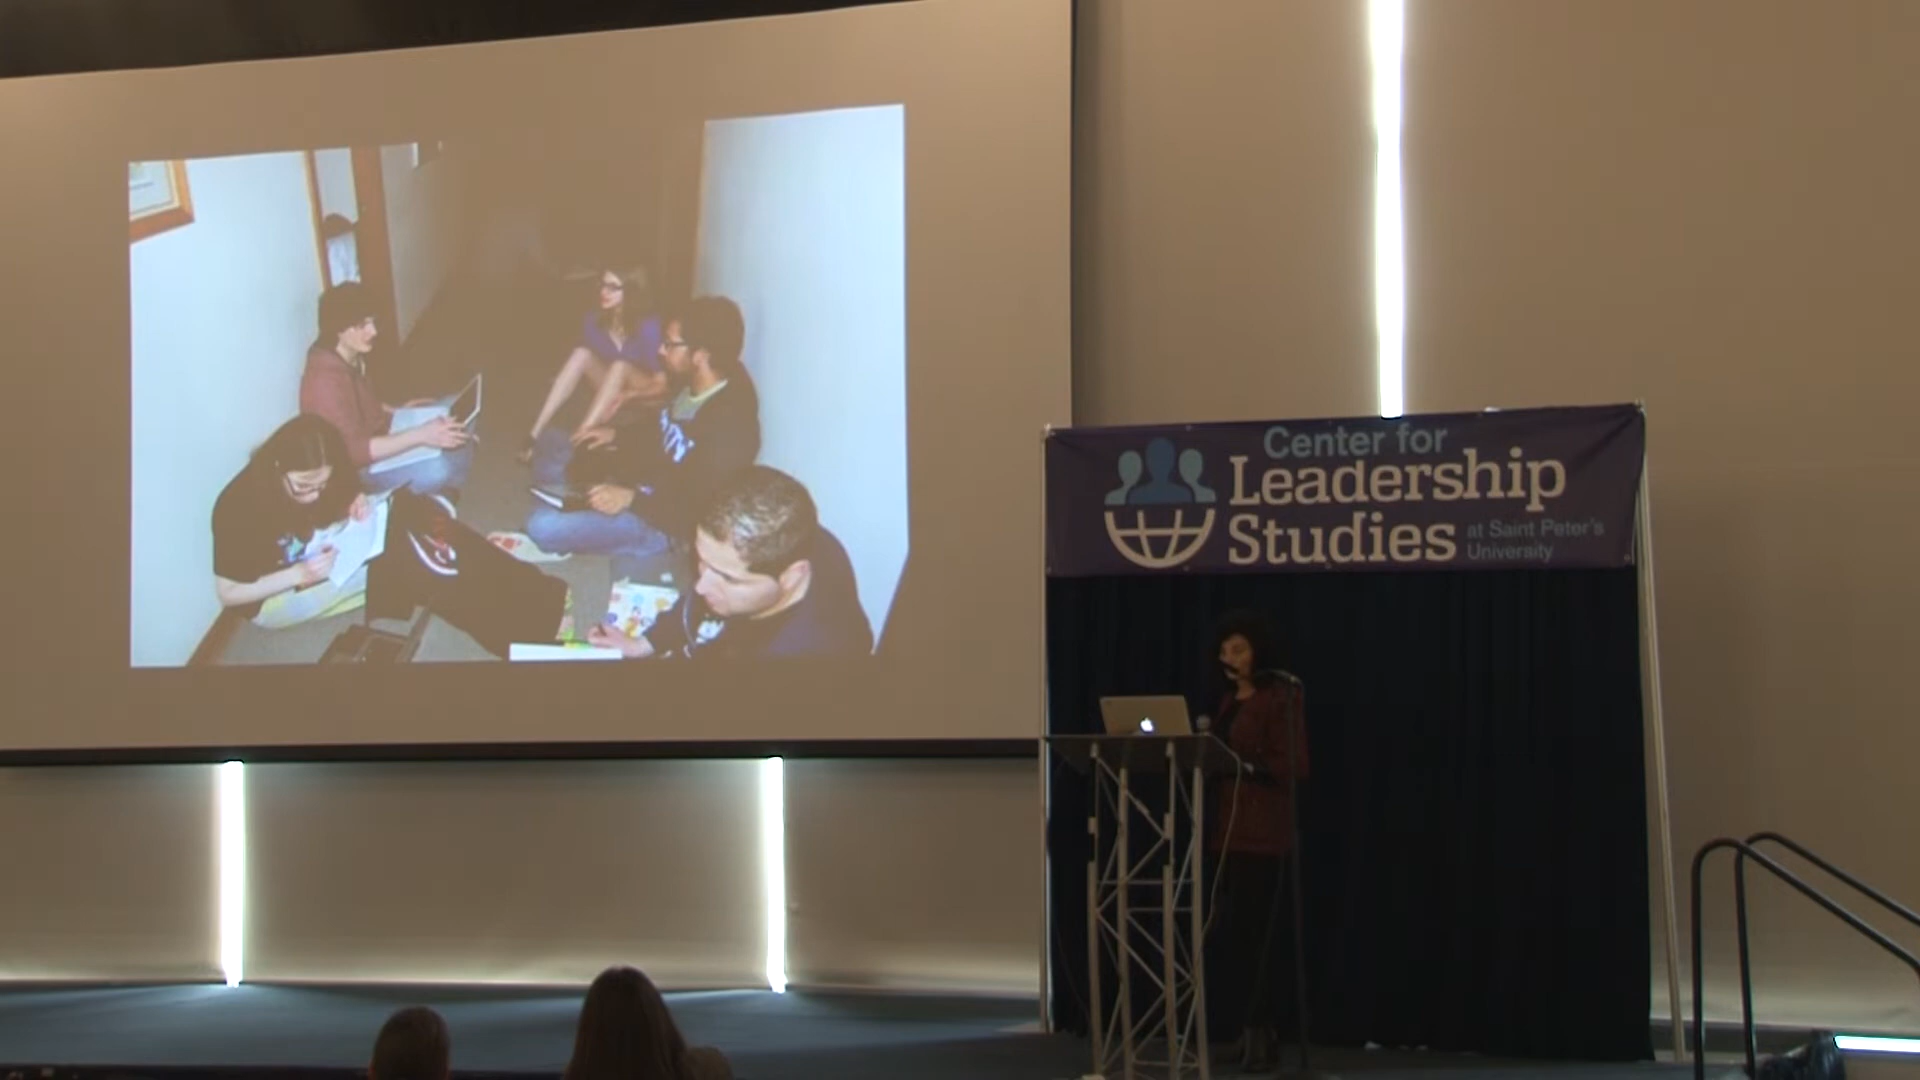 Center for
Leadership
Studies
at Saint Peter's
University